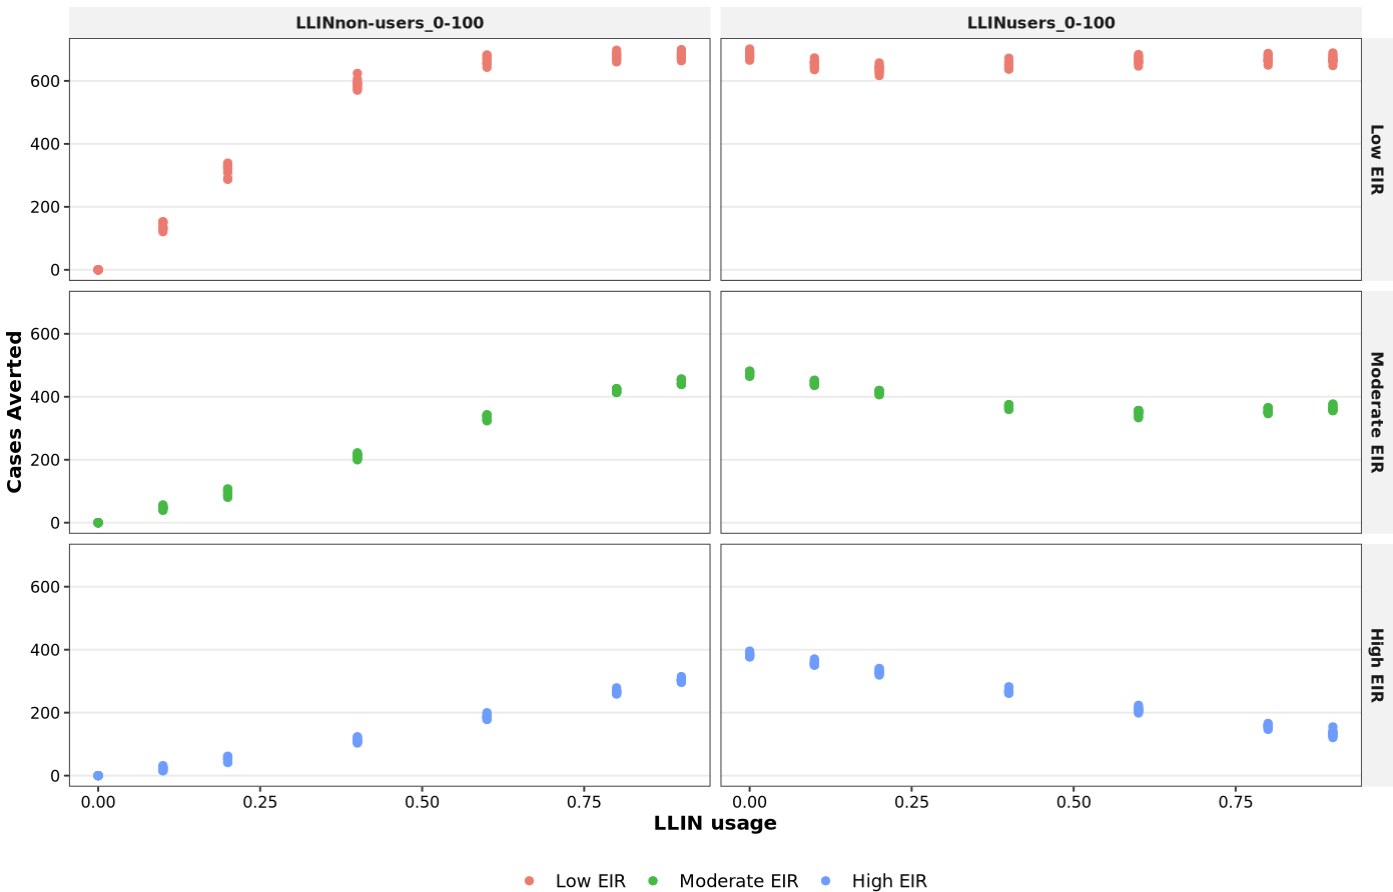 LLINnon-users_0-100
LLINusers_0-100
600
400
200
0
Low EIR
Cases Averted
600
400
200
0
Moderate EIR
600
400
200
0
High EIR
0.00 0.25 0.50 0.75
0.00 0.25 0.50 0.75
LLIN usage
Low EIR Moderate EIR High EIR